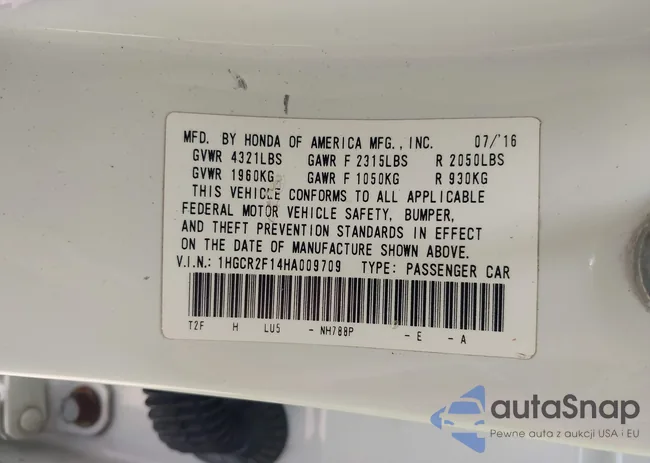 MFD. BY HONDA OF AMERICA MFG., INC. 07/'16
GVWR 4321LBS GAWR F 2315LBS R 2050LBS
GVWR 1960KG GAWR F 1050KG R 930KG
THIS VEHICLE CONFORMS TO ALL APPLICABLE
FEDERAL MOTOR VEHICLE SAFETY, BUMPER,
AND THEFT PREVENTION STANDARDS IN EFFECT
ON THE DATE OF MANUFACTURE SHOWN ABOVE.
V.I.N.: 1HGCR2F14HA009709 TYPE: PASSENGER CAR
T2F H LU5 - NH788P - E - A
autoSnap
Pewne auta z aukcji USA i EU